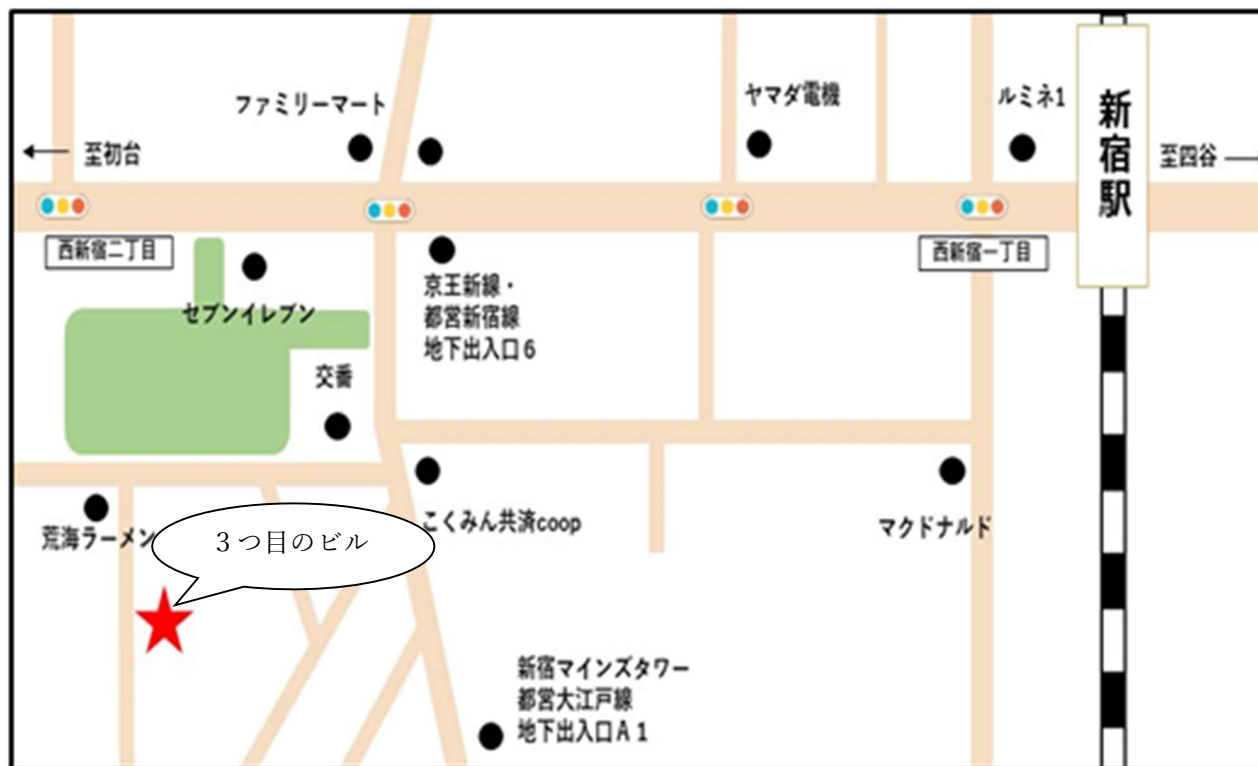 ファミリーマート
ヤマダ電機
ルミネ1
新宿駅
至初台
至四谷
西新宿二丁目
西新宿一丁目
セブンイレブン
京王新線・
都営新宿線
地下出入口6
交番
荒海ラーメン
3つ目のビル
こくみん共済coop
マクドナルド
新宿マインズタワー
都営大江戸線
地下出入口A1